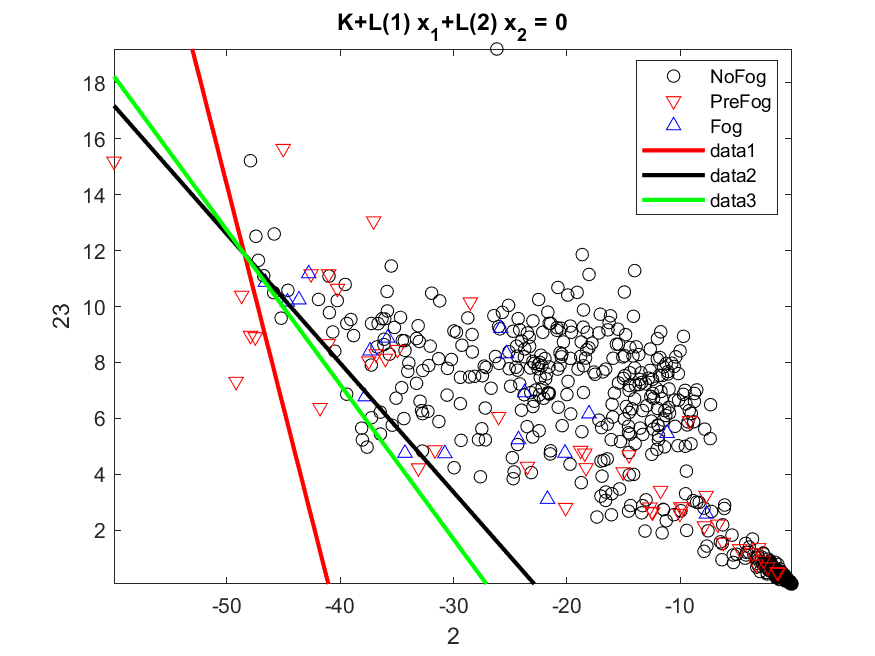 K+L(1) x1+L(2) x2 = 0
18
16
14
12
10
8
6
4
2
23
-50
-40
-30
-20
-10
2
NoFog
PreFog
Fog
data1
data2
data3